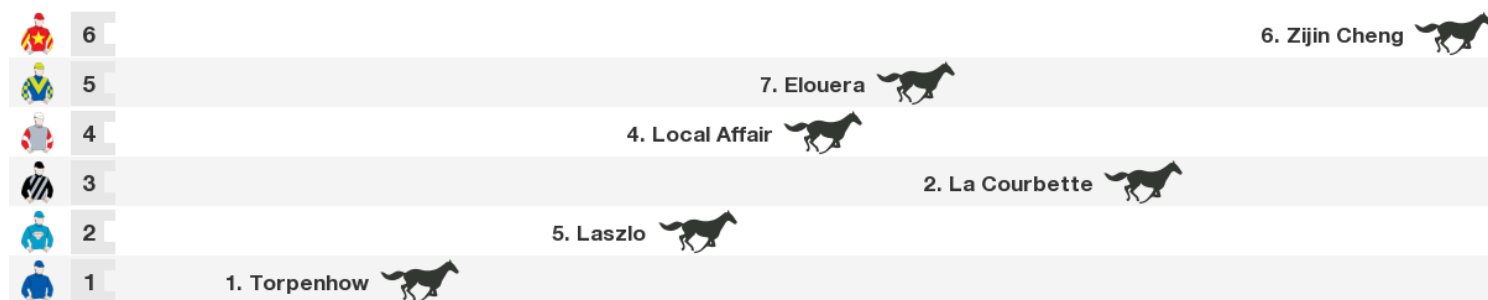 6 6. Zijin Cheng
5 7. Elouera
4 4. Local Affair
3 2. La Courbette
2 5. Laszlo
1 1. Torpenhow